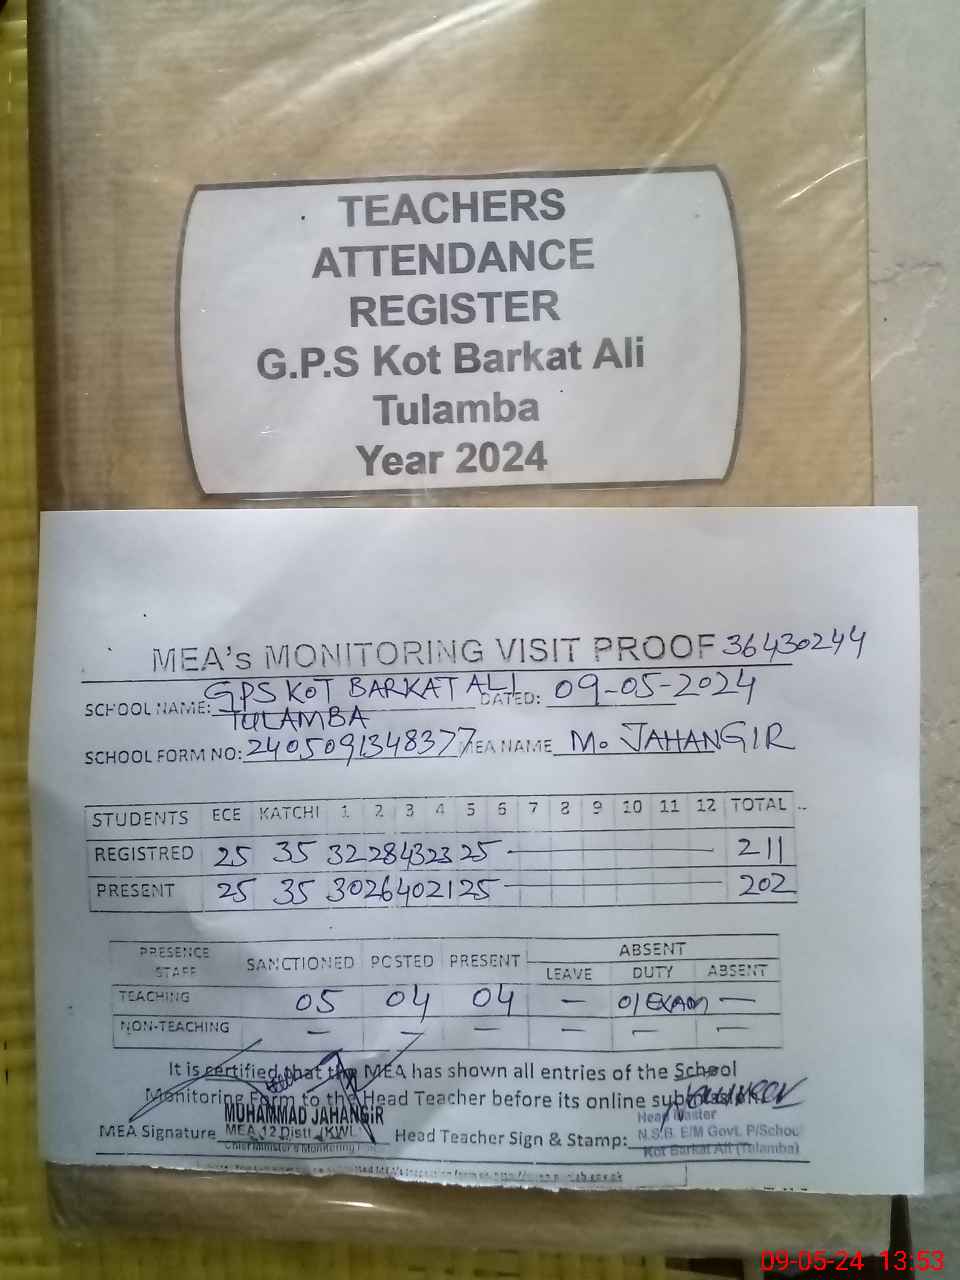 TEACHERS
ATTENDANCE
REGISTER
G.P.S Kot Barkat Ali
Tulamba
Year 2024
MEA's MONITORING VISIT PROOF 36430244
SCHOOL NAME: GPS KOT BARKAT ALI DATED: 09-05-2024
TULAMBA
SCHOOL FORM NO: 2405091348377 MEA NAME M. JAHANGIR
STUDENTS ECE KATCHI 1 2 3 4 5 6 7 8 9 10 11 12 TOTAL
REGISTRED 25 35 32 28 43 23 25 211
PRESENT 25 35 30 26 40 21 25 202
PRESENCE STAFF SANCTIONED POSTED PRESENT ABSENT
LEAVE DUTY ABSENT
TEACHING 05 04 04 — 01 EXAM —
NON-TEACHING — — — — — —
It is certified that the MEA has shown all entries of the School
Monitoring Form to the Head Teacher before its online submission.
MUHAMMAD JAHANGIR
MEA Signature MEA 12 Distt. (KWL) Head Teacher Sign & Stamp:
Chief Minister's Monitoring
Head Master
N.S.B. E/M Govt. P/School
Kot Barkat Ali (Tulamba)
09-05-24 13:53